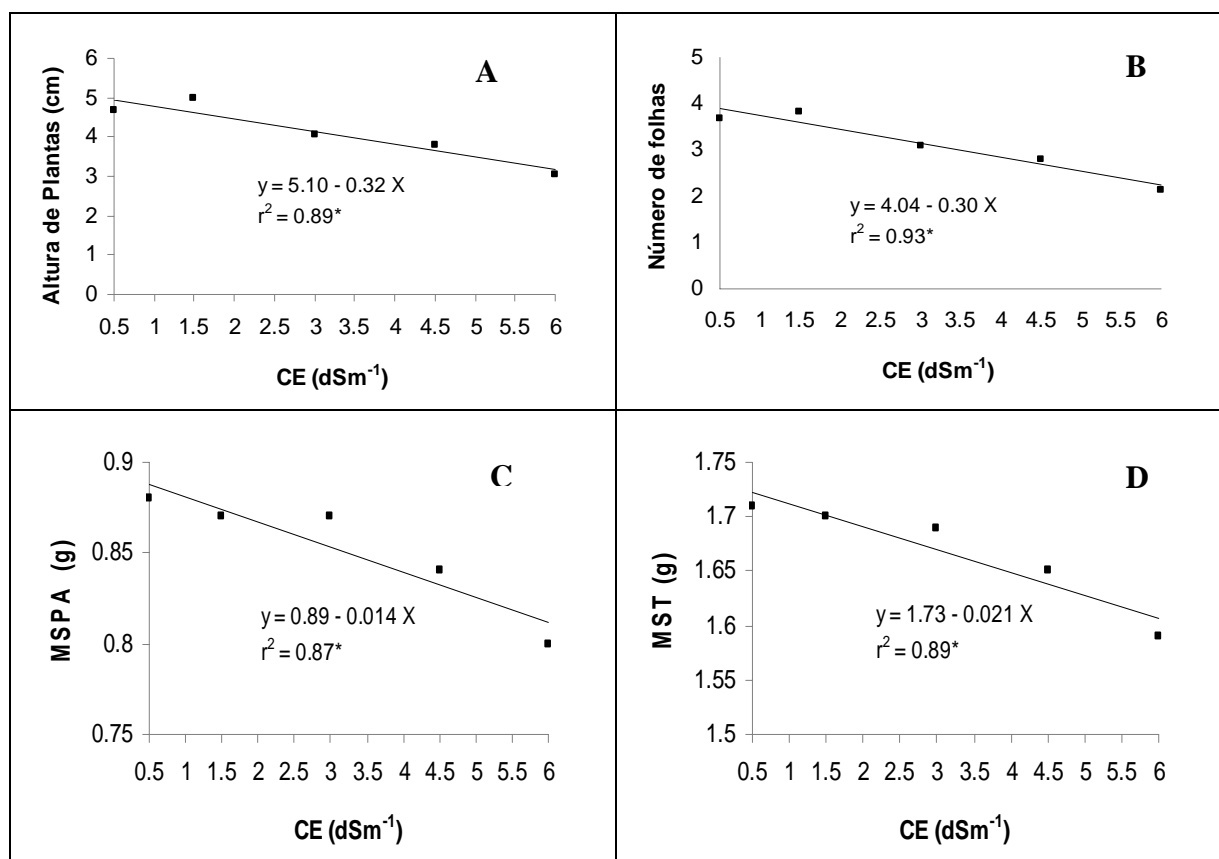 A
Altura de Plantas (cm)
6
5
4
3
2
1
0
y = 5.10 - 0.32 X
r² = 0.89*
0.5 1 1.5 2 2.5 3 3.5 4 4.5 5 5.5 6
CE (dSm⁻¹)
B
Número de folhas
5
4
3
2
1
0
y = 4.04 - 0.30 X
r² = 0.93*
0.5 1 1.5 2 2.5 3 3.5 4 4.5 5 5.5 6
CE (dSm⁻¹)
C
MSPA (g)
0.9
0.85
0.8
0.75
y = 0.89 - 0.014 X
r² = 0.87*
0.5 1 1.5 2 2.5 3 3.5 4 4.5 5 5.5 6
CE (dSm⁻¹)
D
MST (g)
1.75
1.7
1.65
1.6
1.55
1.5
y = 1.73 - 0.021 X
r² = 0.89*
0.5 1 1.5 2 2.5 3 3.5 4 4.5 5 5.5 6
CE (dSm⁻¹)